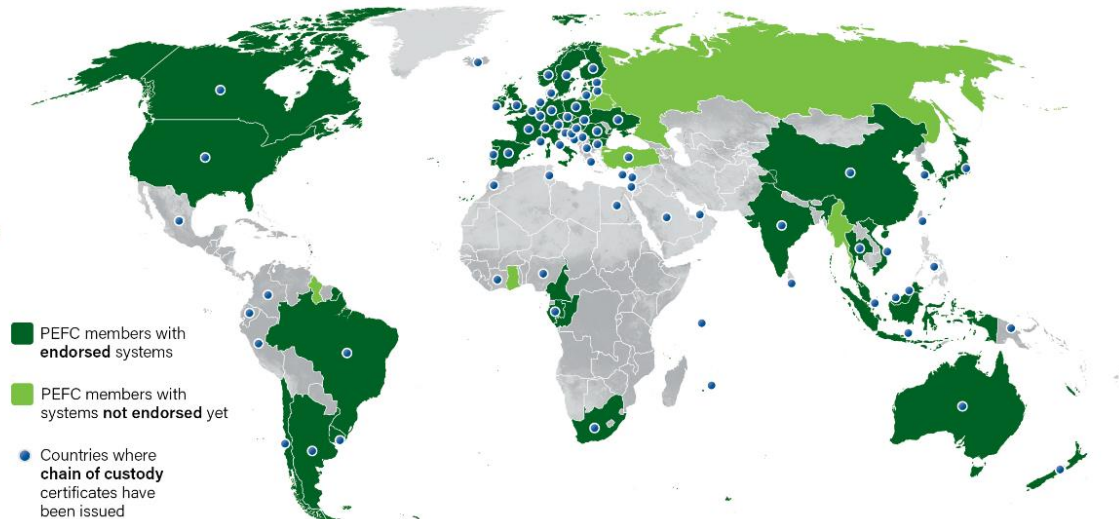 PEFC members with
endorsed systems
PEFC members with
systems not endorsed yet
Countries where
chain of custody
certificates have
been issued